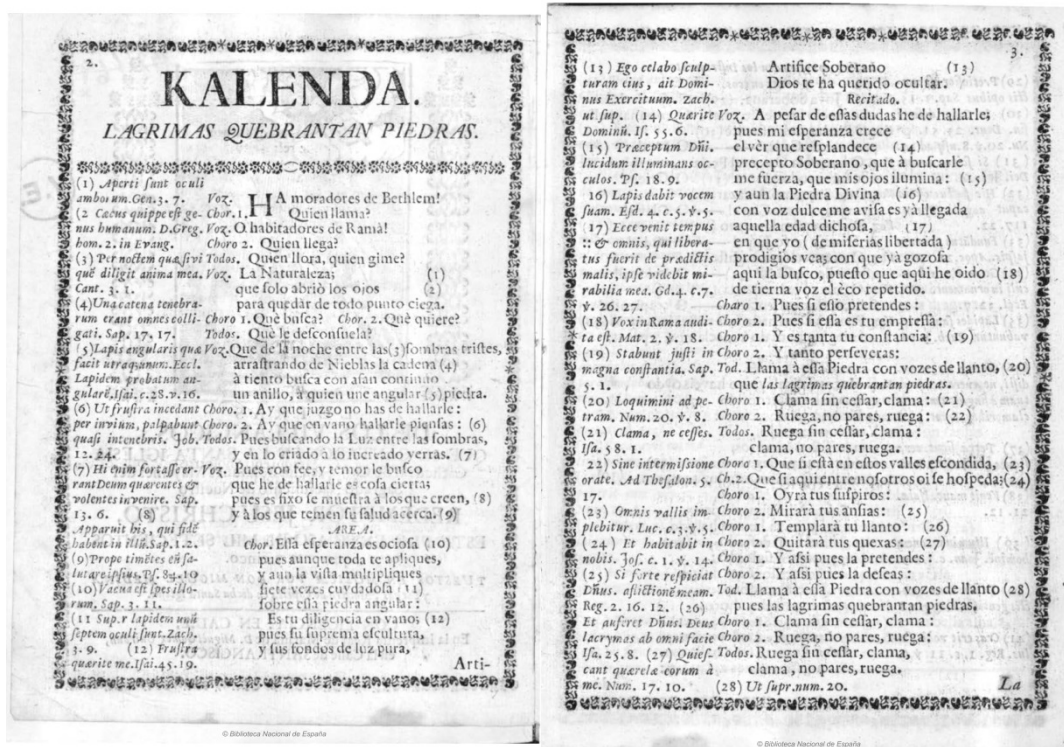 2.
KALENDA.
LAGRIMAS QUEBRANTAN PIEDRAS.
(1) Aperti ſunt oculi
amborum. Gen. 3. 7.
(2 Cæcus quippe eſt ge-
nus humanum. D. Greg.
hom. 2. in Evang.
(3) Per noctem quæſivi
quē diligit anima mea.
Cant. 3. 1.
(4) Una catena tenebra-
rum erant omnes colli-
gati. Sap. 17. 17.
(5) Lapis angularis quæ
facit utraq; unum. Eccl.
Lapidem probatum an-
gularē. Iſai. c. 28. v. 16.
(6) Ut fruſtra incedant
per invium, palpabunt
quaſi in tenebris. Job.
12. 24.
(7) Hi enim fortaſſe er-
rant Deum quærentes &
volentes invenire. Sap.
13. 6. (8)
Apparuit his, qui fidē
habent in illū. Sap. 1. 2.
(9) Prope timētes eū ſa-
lutare ipſius. Pſ. 84. 10
(10) Vacua eſt ſpes illo-
rum. Sap. 3. 11.
(11 Sup.r lapidem unū
ſeptem oculi ſunt. Zach.
3. 9. (12) Fruſtra
quærite me. Iſai. 45. 19.
Voz. HA moradores de Bethlem!
Chor. 1. Quien llama?
Voz. O habitadores de Ramà!
Choro 2. Quien llega?
Todos. Quien llora, quien gime?
Voz. La Naturaleza; (1)
que ſolo abriò los ojos (2)
para quedar de todo punto ciega.
Choro 1. Què buſca? Chor. 2. Què quiere?
Todos. Què le deſconſuela?
Voz. Que de la noche entre las (3) ſombras triſtes,
arraſtrando de Nieblas la cadena (4)
à tiento buſca con afan continuo
un anillo, à quien une angular (5) piedra.
Choro. 1. Ay que juzgo no has de hallarle:
Choro. 2. Ay que en vano hallarle pienſas: (6)
Todos. Pues buſcando la Luz entre las ſombras,
y en lo criado à lo increado yerras. (7)
Voz. Pues con fee, y temor le buſco
que he de hallarle es coſa cierta;
pues es fixo ſe mueſtra à los que creen, (8)
y à los que temen ſu ſalud acerca. (9)
AREA.
Chor. Eſſa eſperança es ocioſa (10)
pues aunque toda te apliques,
y aun la viſta multipliques
ſiete vezes cuydadoſa (11)
ſobre eſſa piedra angular:
Es tu diligencia en vano; (12)
pues ſu ſuprema eſcultura,
y sus fondos de luz pura,
Arti-
© Biblioteca Nacional de España
3.
(13) Ego celabo ſculp-
turam eius, ait Domi-
nus Exercitum. Zach.
ut ſup. (14) Quærite
Dominū. Iſ. 55. 6.
(15) Præceptum Dn̄i.
lucidum illuminans oc-
culos. Pſ. 18. 9.
16) Lapis dabit vocem
ſuam. Eſd. 4. c. 5. ℣. 5.
(17) Ecce venit tempus
:: & omnis, qui libera-
tus fuerit de prædictis
malis, ipſe videbit mi-
rabilia mea. Gd. 4. c. 7.
℣. 26. 27.
(18) Vox in Rama audi-
ta eſt. Mat. 2. ℣. 18.
(19) Stabunt juſti in
magna conſtantia. Sap.
5. 1.
(20) Loquimini ad pe-
tram. Num. 20. ℣. 8.
(21) Clama, ne ceſſes.
Iſa. 58. 1.
22) Sine intermiſsione
orate. Ad Theſalon. 5.
17.
(23) Omnis vallis im-
plebitur. Luc. c. 3. ℣. 5.
(24) Et habitabit in
nobis. Joſ. c. 1. ℣. 14.
(25) Si forte reſpiciat
Dn̄us. aflictionē meam.
Reg. 2. 16. 12. (26)
Et auferet Dn̄us. Deus
lacrymas ab omni facie
Iſa. 25. 8. (27) Quieſ-
cant querelæ eorum à
me. Num. 17. 10. (28) Ut ſupr. num. 20.
Artifice Soberano (13)
Dios te ha querido ocultar.
Recitado.
Voz. A peſar de eſſas dudas he de hallarle;
pues mi eſperança crece
el vèr que reſplandece (14)
precepto Soberano, que à buſcarle
me fuerza, que mis ojos ilumina: (15)
y aun la Piedra Divina (16)
con voz dulce me aviſa es yà llegada
aquella edad dichoſa, (17)
en que yo (de miſerias libertada)
prodigios vea; con que yà gozoſa
aqui la buſco, pueſto que aqui he oido (18)
de tierna voz el èco repetido.
Choro 1. Pues ſi eſſo pretendes:
Choro 2. Pues ſi eſſa es tu empreſſa:
Choro 1. Y es tanta tu conſtancia: (19)
Choro 2. Y tanto perſeveras:
Tod. Llama à eſſa Piedra con vozes de llanto, (20)
que las lagrimas quebrantan piedras.
Choro 1. Clama ſin ceſſar, clama: (21)
Choro 2. Ruega, no pares, ruega: (22)
Todos. Ruega ſin ceſſar, clama:
clama, no pares, ruega.
Choro 1. Que ſi eſtà en eſtos valles eſcondida, (23)
Ch. 2. Que ſi aqui entre noſotros oi ſe hoſpeda; (24)
Choro 1. Oyrà tus ſuſpiros:
Choro 2. Mirarà tus anſias: (25)
Choro 1. Templarà tu llanto: (26)
Choro 2. Quitarà tus quexas: (27)
Choro 1. Y aſsi pues la pretendes:
Choro 2. Y aſsi pues la deſeas:
Tod. Llama à eſſa Piedra con vozes de llanto (28)
pues las lagrimas quebrantan piedras.
Choro 1. Clama ſin ceſſar, clama:
Choro 2. Ruega, no pares, ruega:
Todos. Ruega ſin ceſſar, clama,
clama, no pares, ruega.
La
© Biblioteca Nacional de España